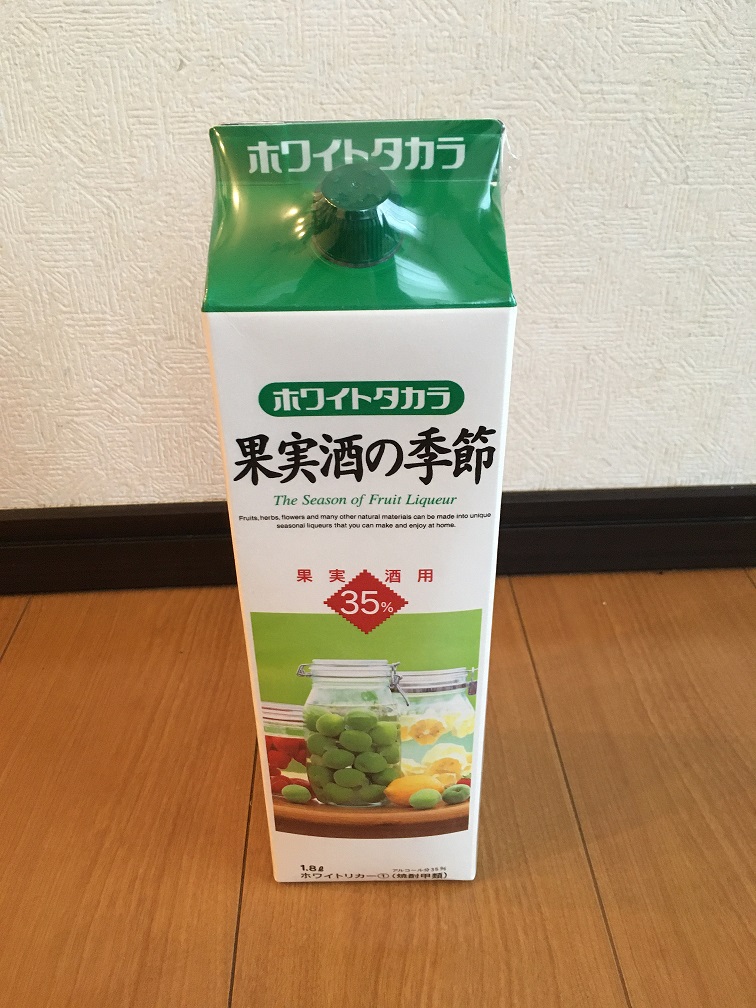 ホワイトタカラ
ホワイトタカラ
果実酒の季節
The Season of Fruit Liqueur
Fruits, herbs, flowers and many other natural materials can be made into unique
seasonal liqueurs that you can make and enjoy at home.
果実酒用
35%
1.8ℓ アルコール分35%
ホワイトリカー①(焼酎甲類)